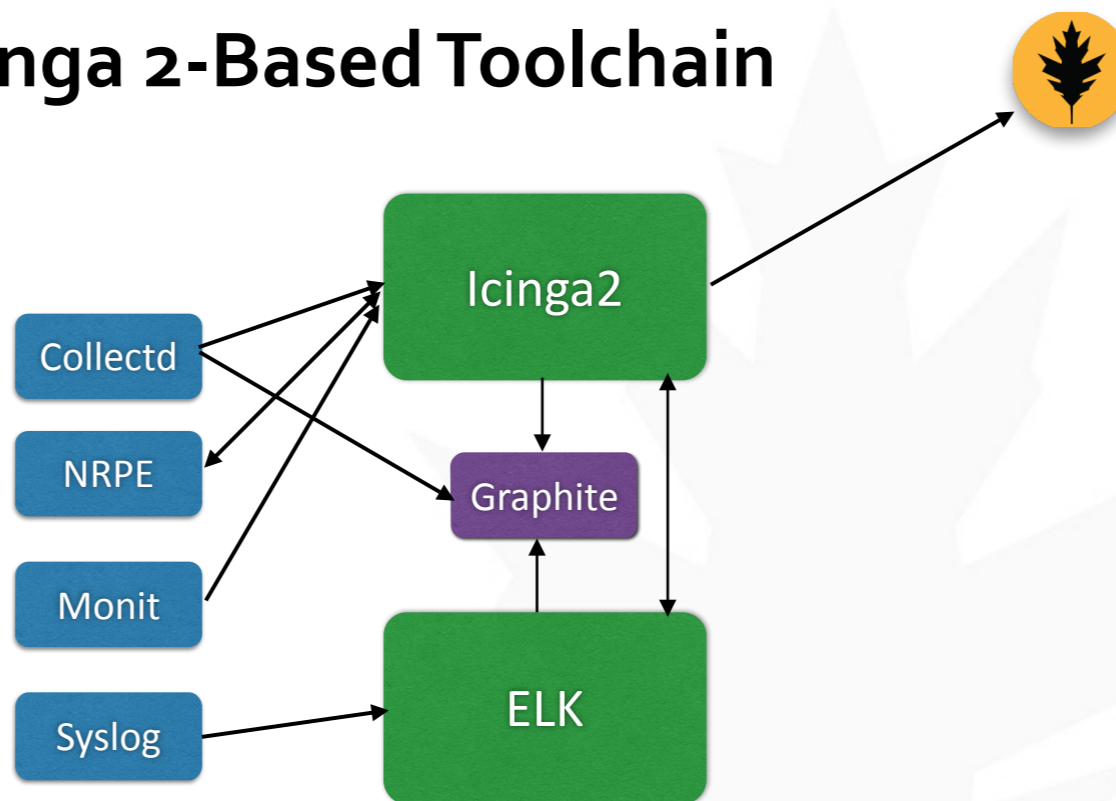 nga 2-Based Toolchain
Icinga2
Collectd
NRPE
Graphite
Monit
ELK
Syslog